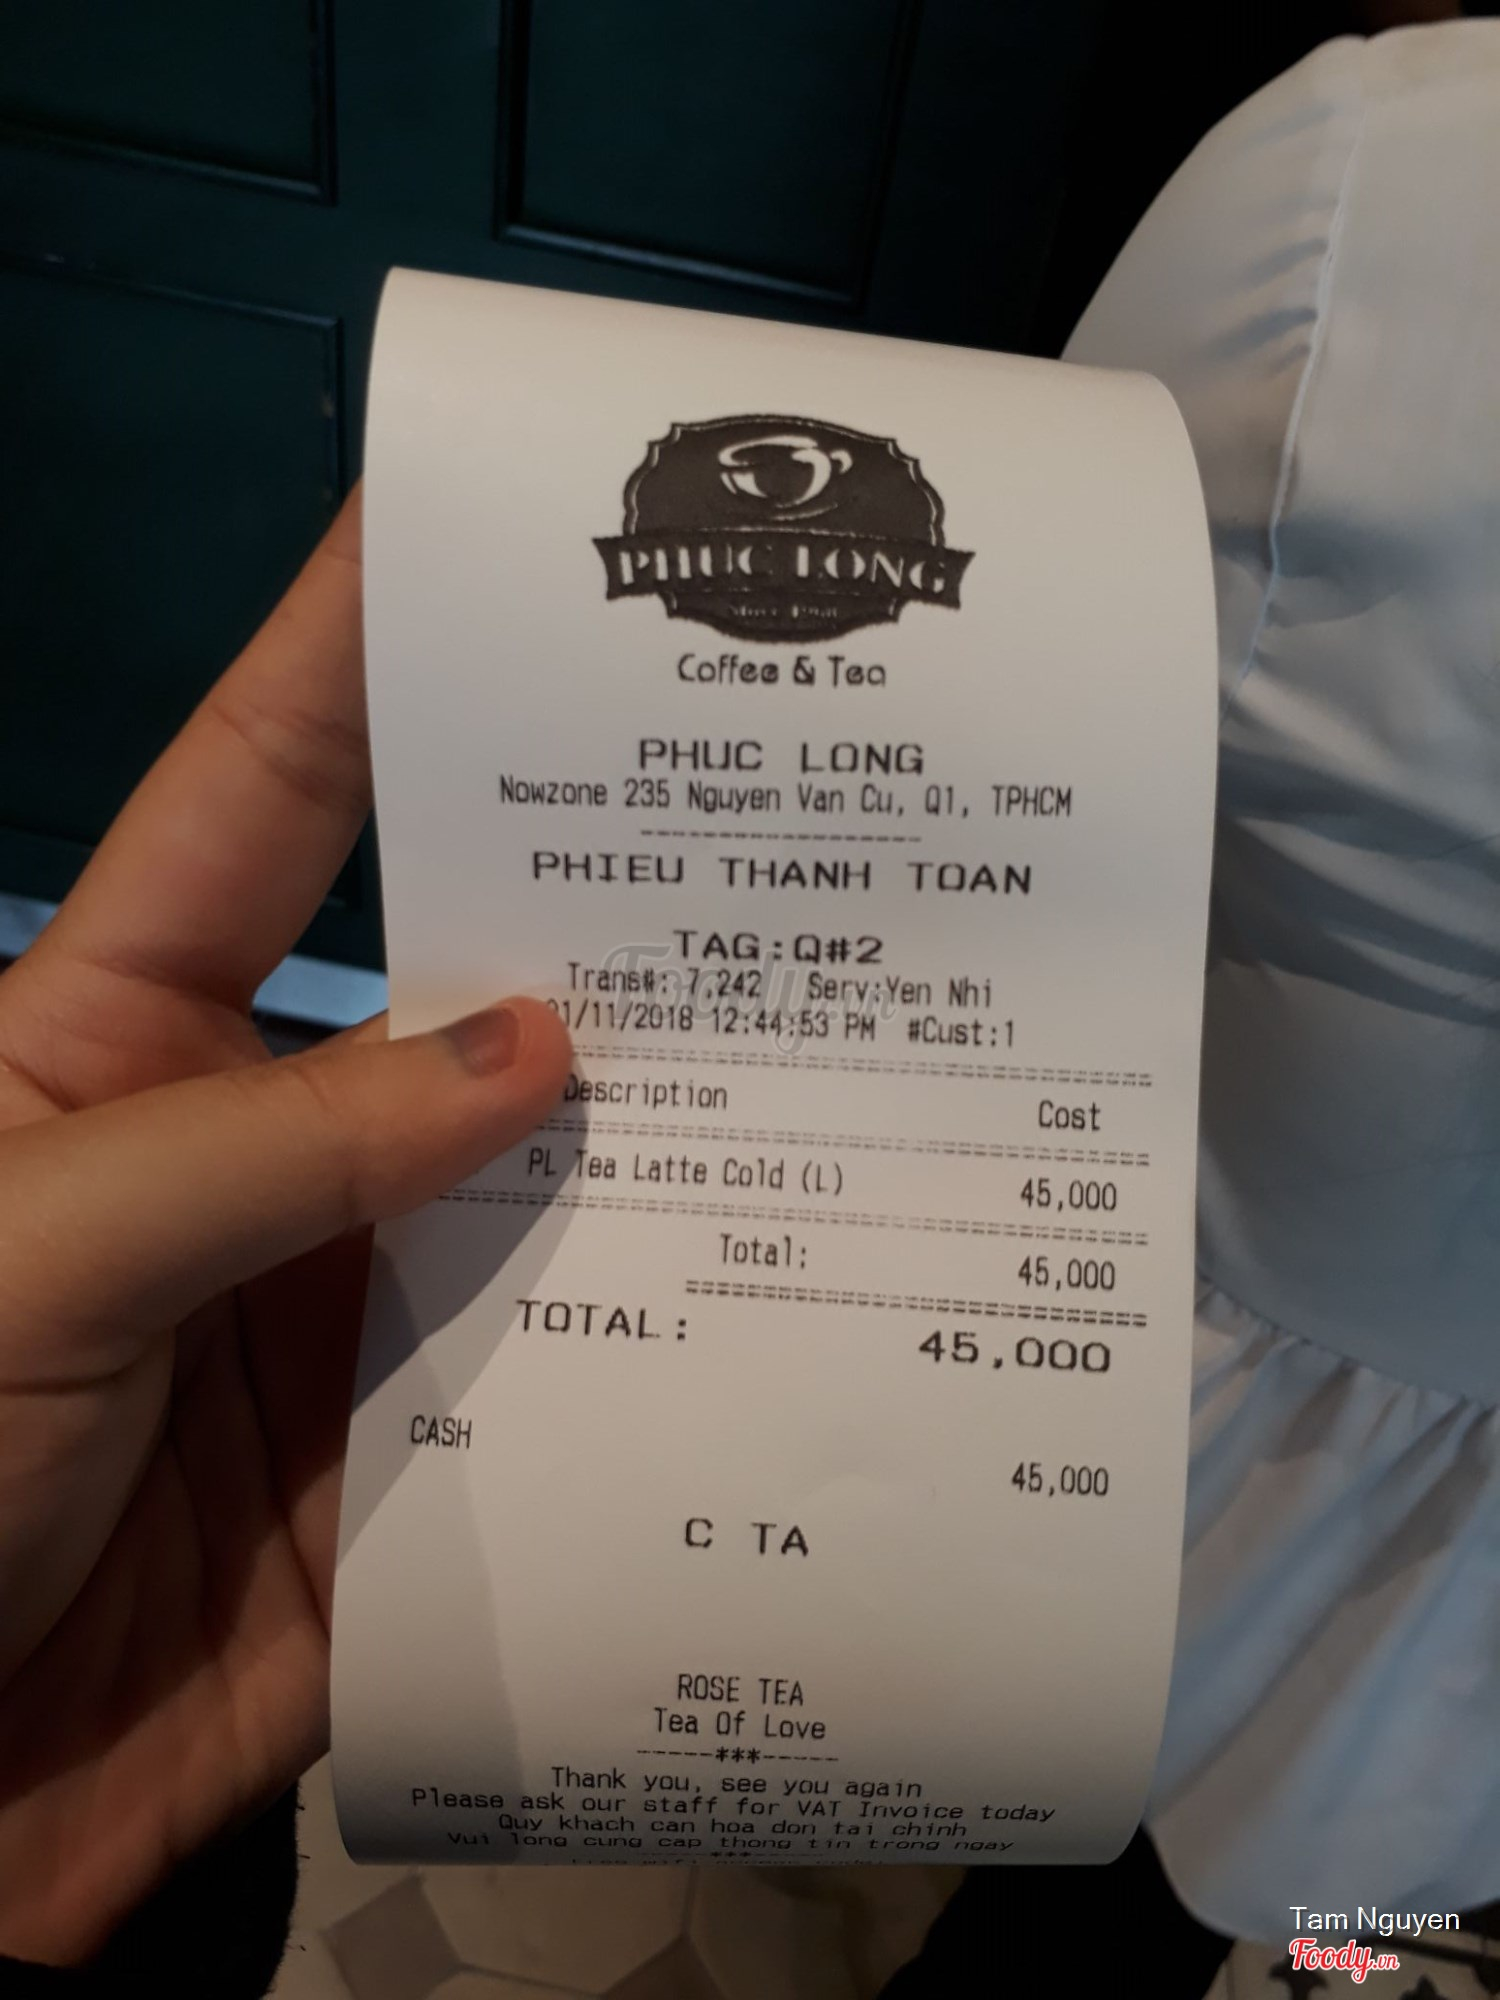 PHUC LONG
Coffee & Tea
PHUC LONG
Nowzone 235 Nguyen Van Cu, Q1, TPHCM
-------------------
PHIEU THANH TOAN
TAG:Q#2
Trans#: 7,242 Serv:Yen Nhi
/11/2018 12:44:53 PM #Cust:1
Description Cost
PL Tea Latte Cold (L) 45,000
Total: 45,000
TOTAL: 45,000
CASH
45,000
C TA
ROSE TEA
Tea Of Love
------***------
Thank you, see you again
Please ask our staff for VAT Invoice today
Quy khach can hoa don tai chinh
Vui long cung cap thong tin trong ngay
Foody.vn
Tam Nguyen
Foody.vn